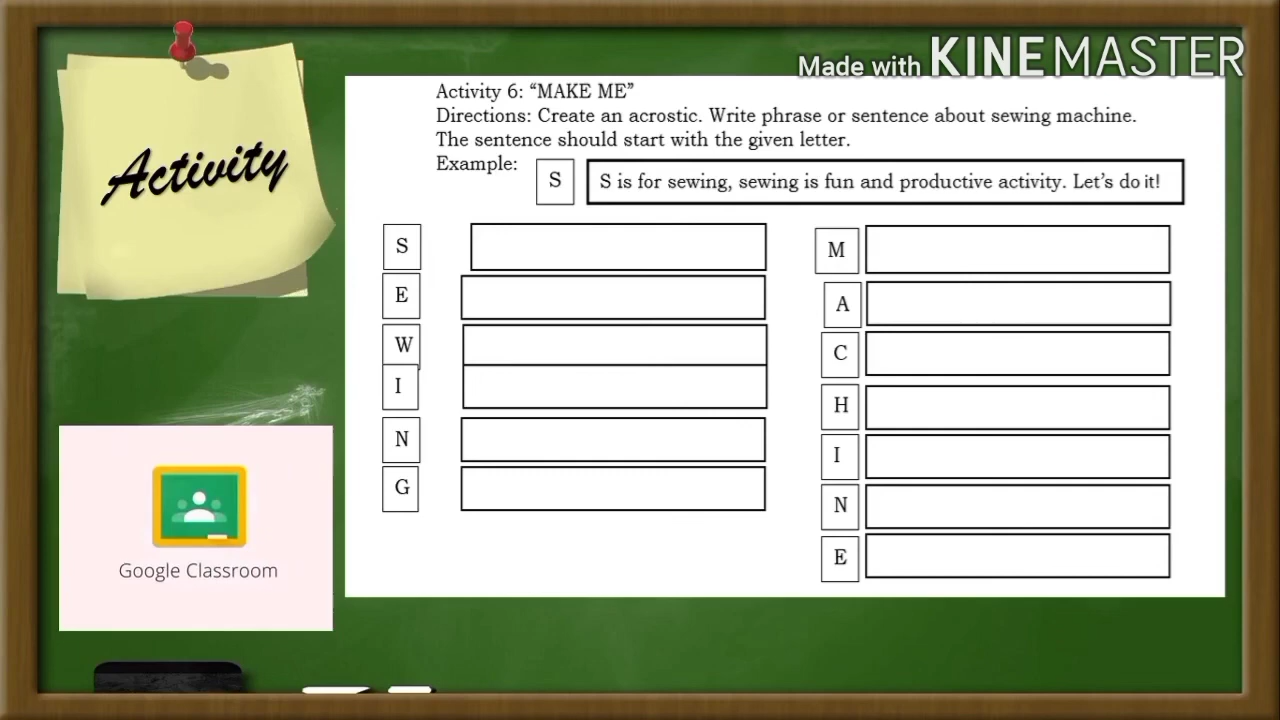 Made with KINEMASTER
Activity
Activity 6: “MAKE ME”
Directions: Create an acrostic. Write phrase or sentence about sewing machine.
The sentence should start with the given letter.
Example:
S
S is for sewing, sewing is fun and productive activity. Let’s do it!
S
E
W
I
N
G
M
A
C
H
I
N
E
Google Classroom